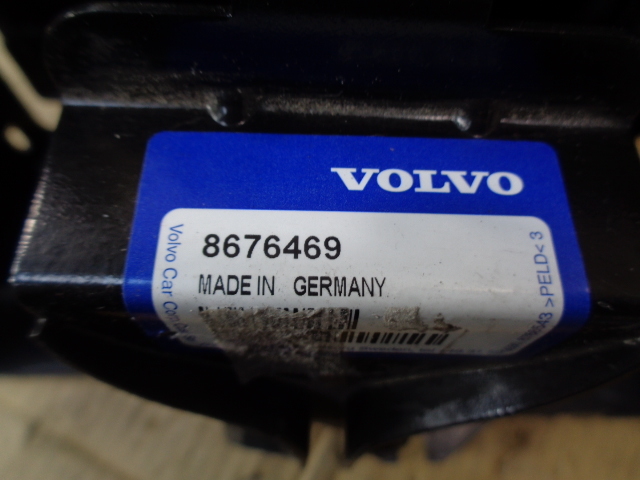 VOLVO
8676469
MADE IN GERMANY
Volvo Car
>PELD< 3